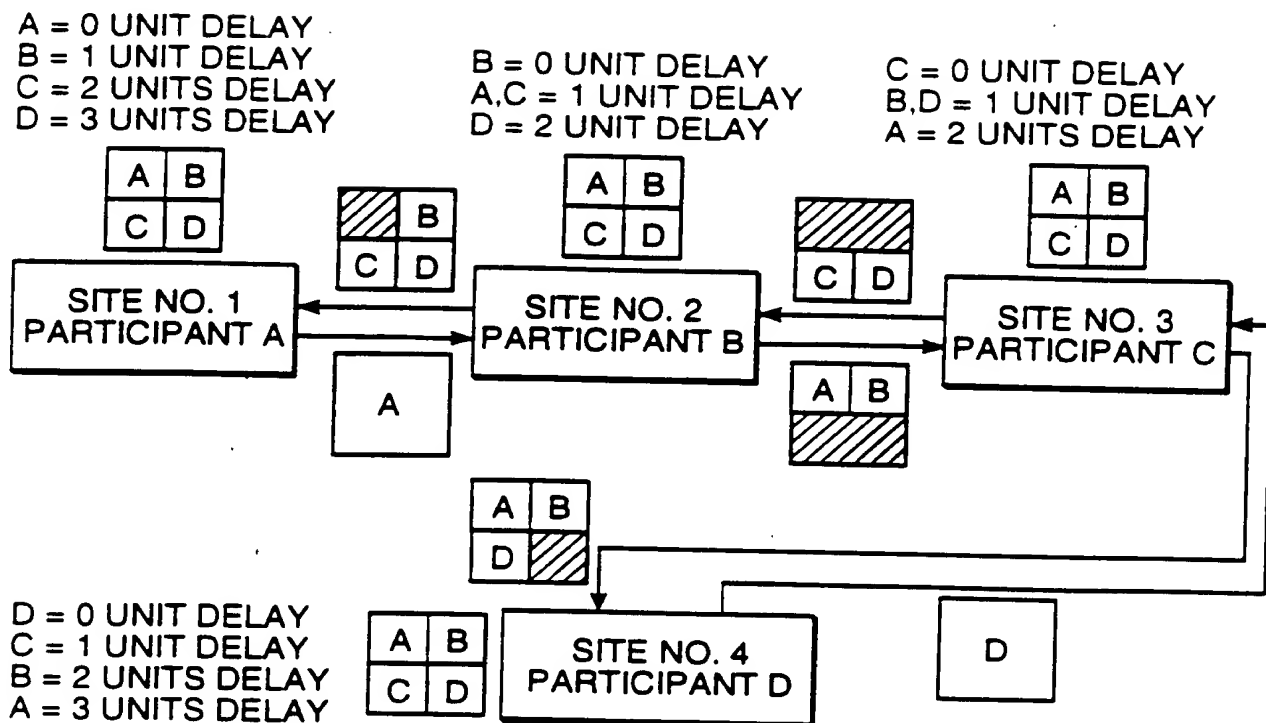 A = 0 UNIT DELAY
B = 1 UNIT DELAY
C = 2 UNITS DELAY
D = 3 UNITS DELAY
B = 0 UNIT DELAY
A,C = 1 UNIT DELAY
D = 2 UNIT DELAY
C = 0 UNIT DELAY
B,D = 1 UNIT DELAY
A = 2 UNITS DELAY
A B
C D
B
C D
A B
C D
C D
A B
C D
SITE NO. 1
PARTICIPANT A
SITE NO. 2
PARTICIPANT B
SITE NO. 3
PARTICIPANT C
A
A B
A B
D
D = 0 UNIT DELAY
C = 1 UNIT DELAY
B = 2 UNITS DELAY
A = 3 UNITS DELAY
A B
C D
SITE NO. 4
PARTICIPANT D
D